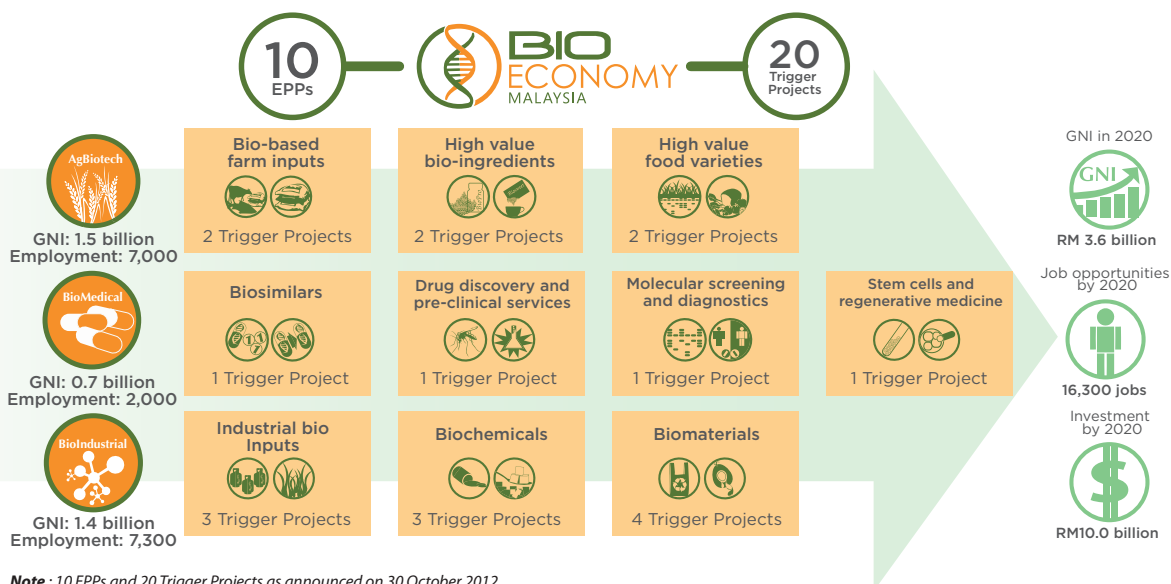 10
EPPs
BIO
ECONOMY
MALAYSIA
20
Trigger
Projects
AgBiotech
GNI: 1.5 billion
Employment: 7,000
Bio-based
farm inputs
2 Trigger Projects
High value
bio-ingredients
2 Trigger Projects
High value
food varieties
2 Trigger Projects
BioMedical
GNI: 0.7 billion
Employment: 2,000
Biosimilars
1 Trigger Project
Drug discovery and
pre-clinical services
1 Trigger Project
Molecular screening
and diagnostics
1 Trigger Project
Stem cells and
regenerative medicine
1 Trigger Project
BioIndustrial
GNI: 1.4 billion
Employment: 7,300
Industrial bio
Inputs
3 Trigger Projects
Biochemicals
3 Trigger Projects
Biomaterials
4 Trigger Projects
GNI in 2020
GNI
RM 3.6 billion
Job opportunities
by 2020
16,300 jobs
Investment
by 2020
$
RM10.0 billion
Note : 10 EPPs and 20 Trigger Projects as announced on 30 October 2012